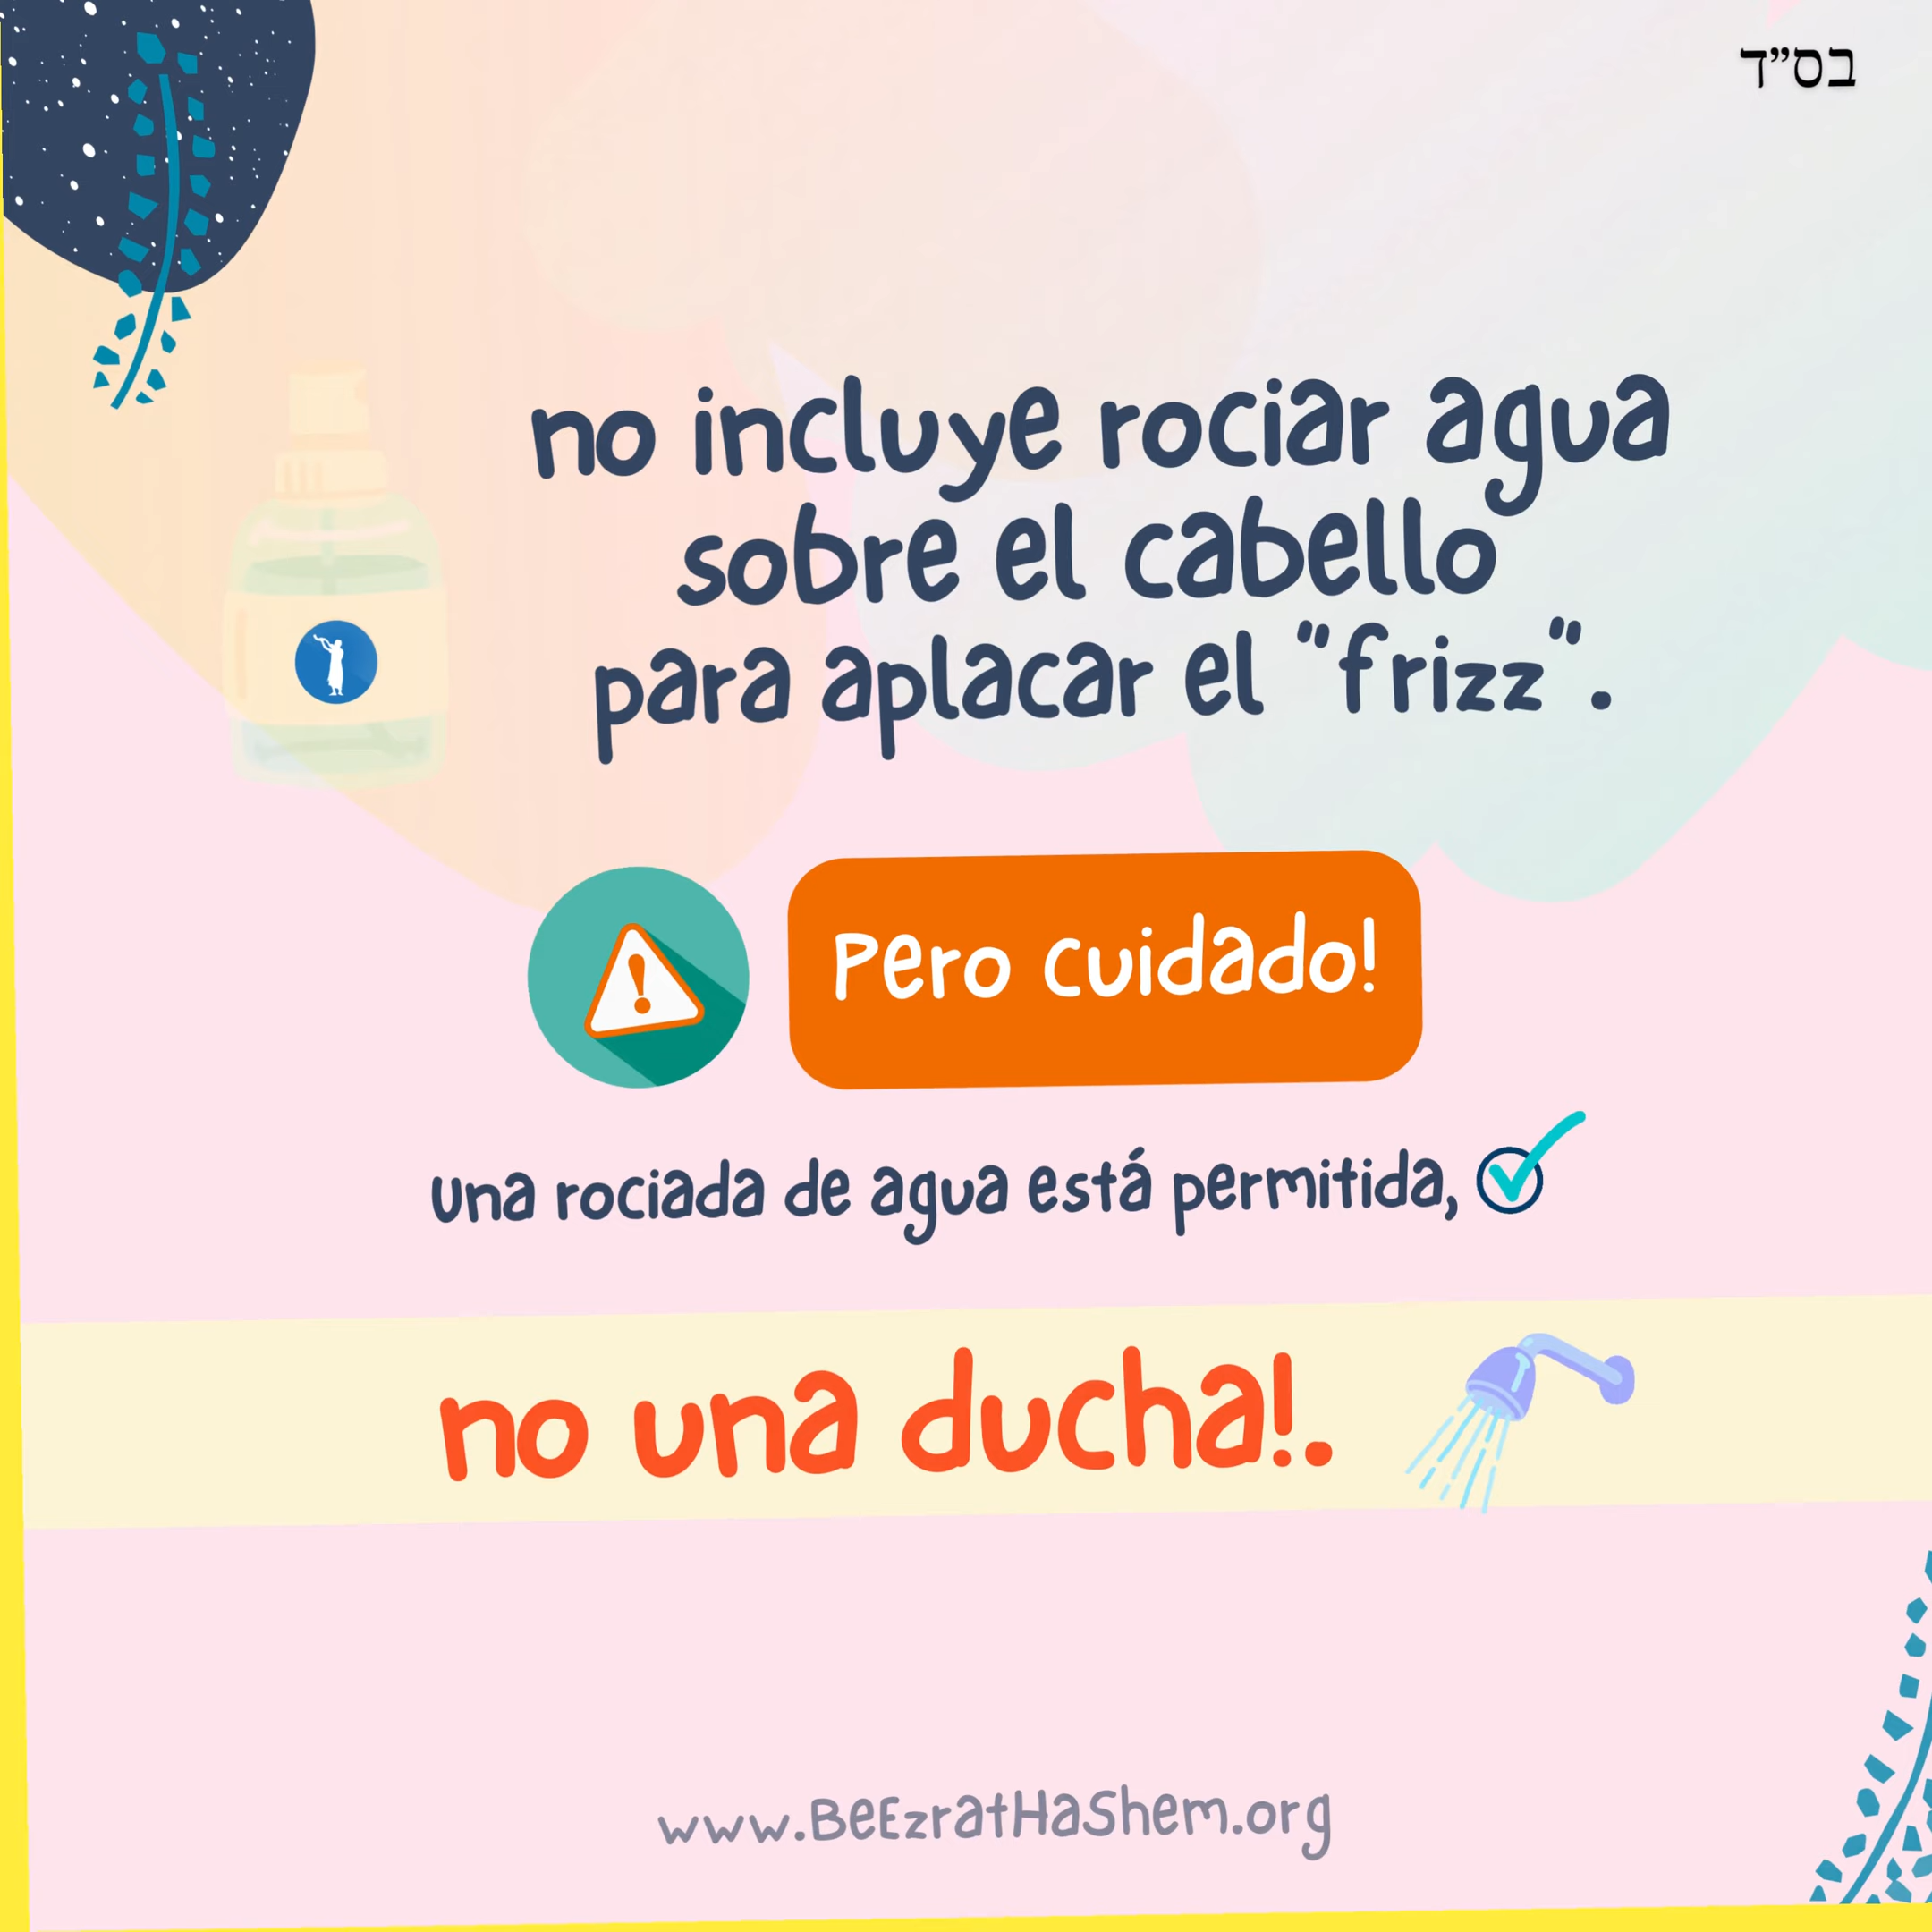 בס"ד
no incluye rociar agua
sobre el cabello
para aplacar el "frizz".
Pero cuidado!
una rociada de agua está permitida,
no una ducha!.
www.BeEzratHaShem.org